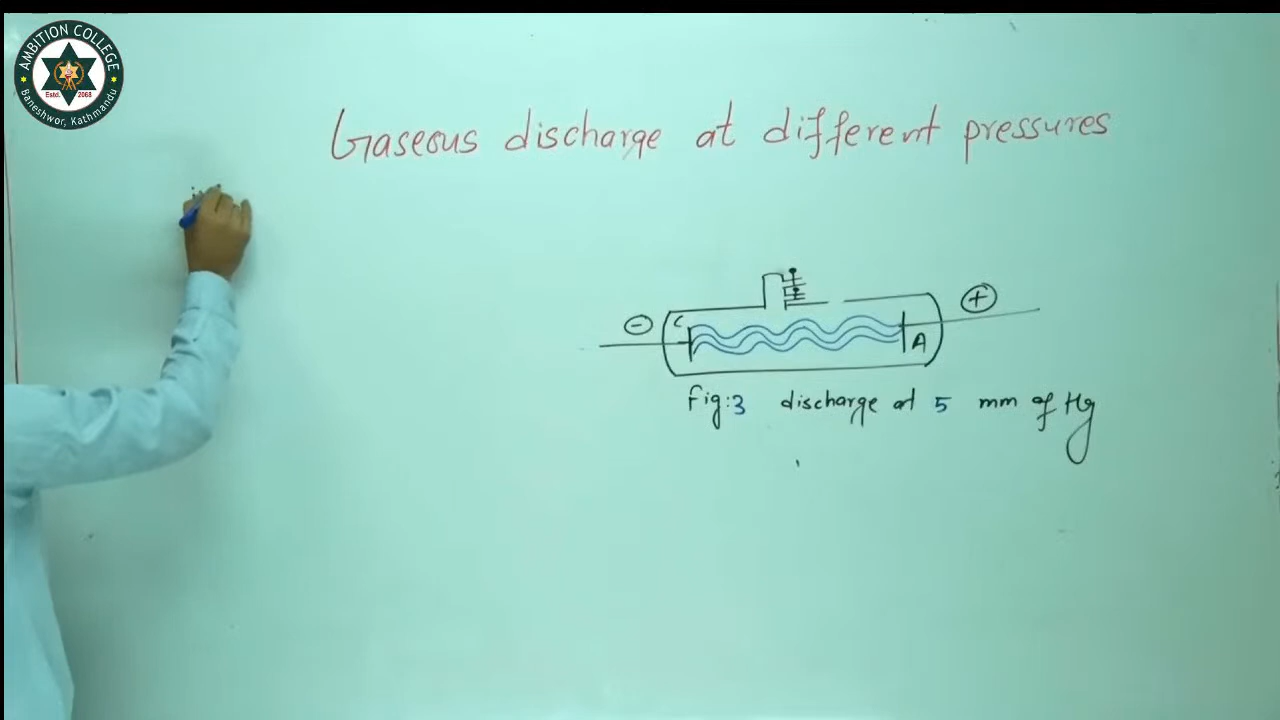 AMBITION COLLEGE
Estd. 2068
Baneshwor, Kathmandu
Gaseous discharge at different pressures
- C + A
Fig:3 discharge at 5 mm of Hg